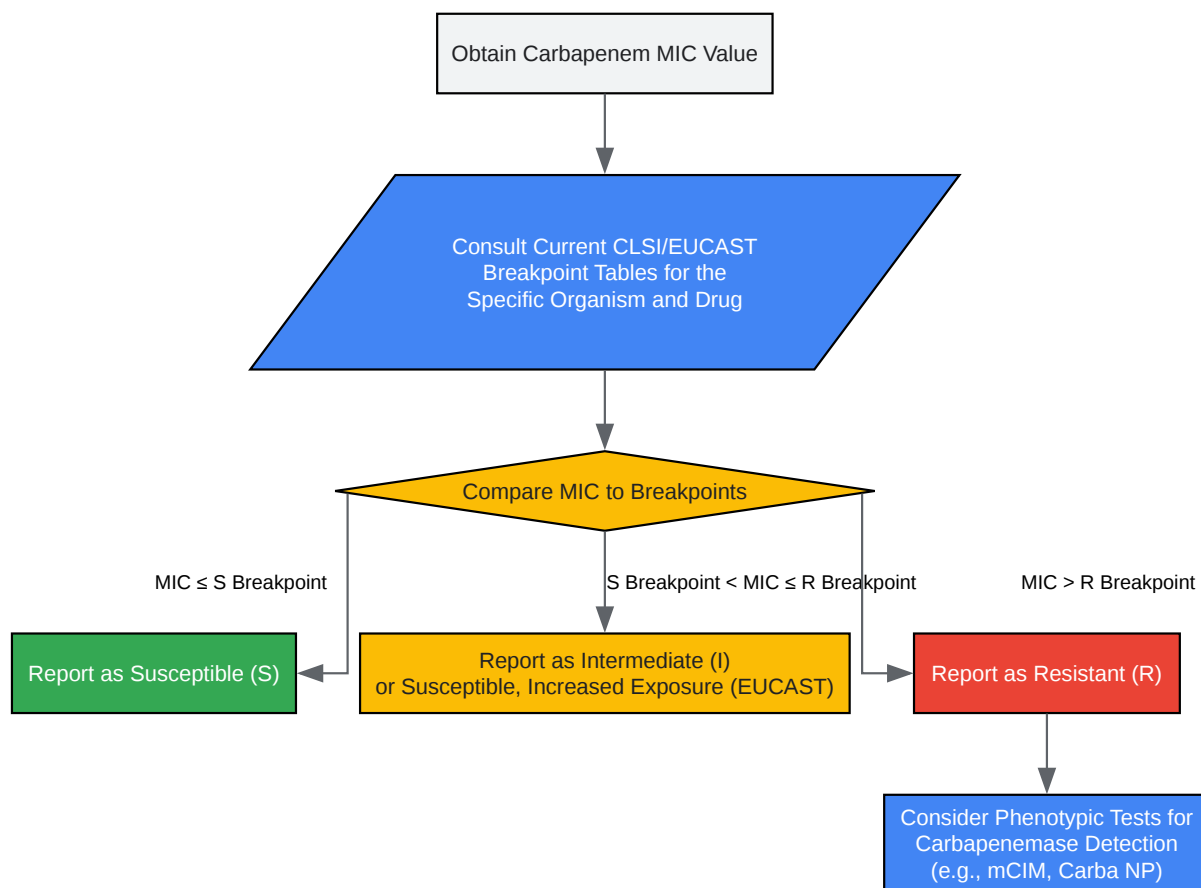 Obtain Carbapenem MIC Value
Consult Current CLSI/EUCAST
Breakpoint Tables for the
Specific Organism and Drug
Compare MIC to Breakpoints
MIC ≤ S Breakpoint
S Breakpoint < MIC ≤ R Breakpoint
MIC > R Breakpoint
Report as Susceptible (S)
Report as Intermediate (I)
or Susceptible, Increased Exposure (EUCAST)
Report as Resistant (R)
Consider Phenotypic Tests for
Carbapenemase Detection
(e.g., mCIM, Carba NP)